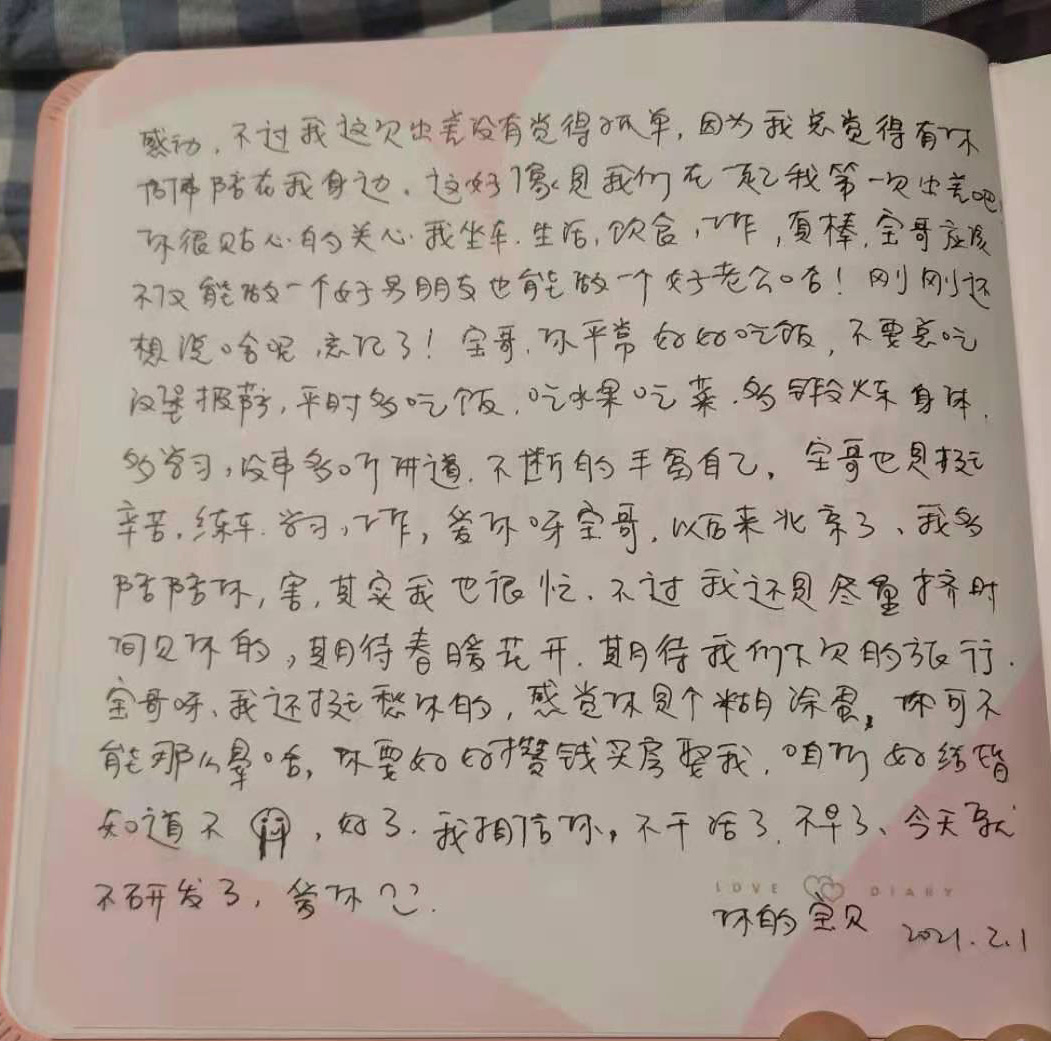 感动，不过我这次出差没有觉得孤单，因为我总觉得有你
仿佛陪在我身边，这好像是我们在一起我第一次出差吧，
你很贴心的关心我坐车，生活，饮食，工作，真棒，宝哥应该
不仅能做一个好男朋友也能做一个好老公哈！刚刚还
想说啥呢，忘记了！宝哥，你平常好好吃饭，不要总吃
汉堡披萨，平时多吃饭，吃水果吃菜，多锻炼身体，
多学习，没事多听讲道，不断的丰富自己，宝哥也是挺
辛苦，练车，学习，工作，爱你呀宝哥，以后来北京了、我多
陪陪你，害，其实我也很忙，不过我还是尽量挤时
间见你的，期待春暖花开，期待我们下次的旅行．
宝哥呀、我还挺愁你的，感觉你是个糊涂蛋，你可不
能那么晕哈，你要好好攒钱买房娶我，咱们好结婚
知道不，好了．我相信你，不干活了，不早了、今天就
不研发了，爱你
LOVE DIARY
你的宝贝 2021.2.1